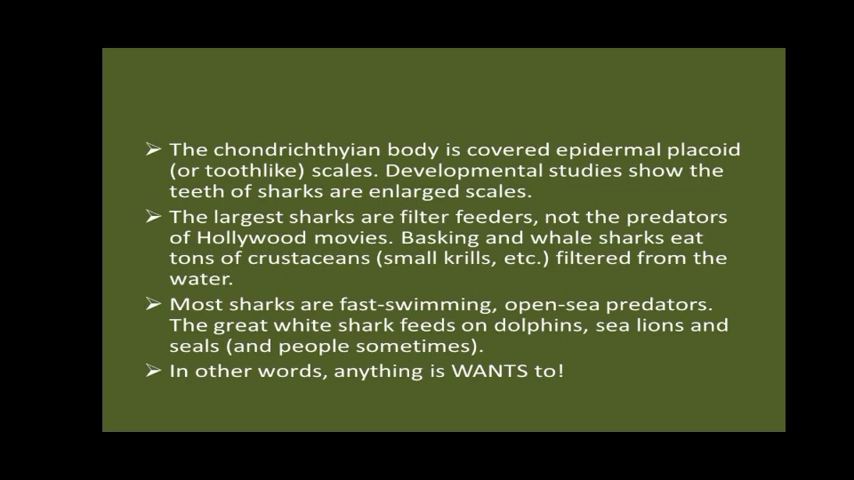 ➢ The chondrichthyian body is covered epidermal placoid
(or toothlike) scales. Developmental studies show the
teeth of sharks are enlarged scales.
➢ The largest sharks are filter feeders, not the predators
of Hollywood movies. Basking and whale sharks eat
tons of crustaceans (small krills, etc.) filtered from the
water.
➢ Most sharks are fast-swimming, open-sea predators.
The great white shark feeds on dolphins, sea lions and
seals (and people sometimes).
➢ In other words, anything is WANTS to!